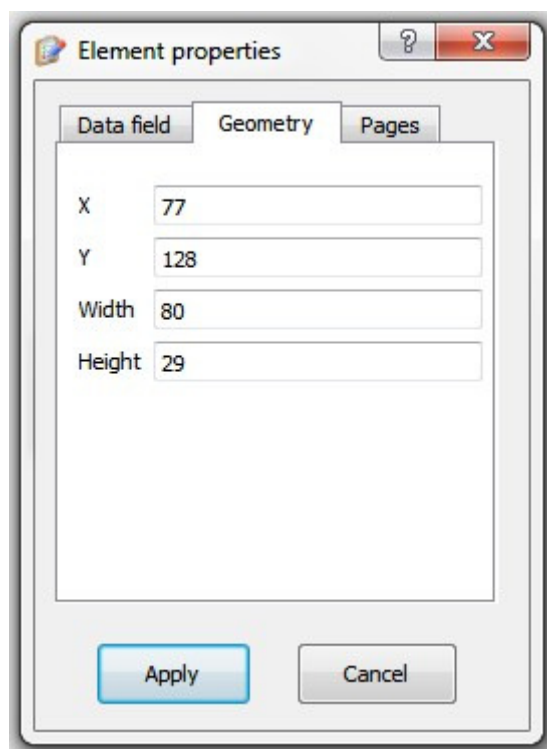 Element properties
Data field Geometry Pages
X 77
Y 128
Width 80
Height 29
Apply Cancel